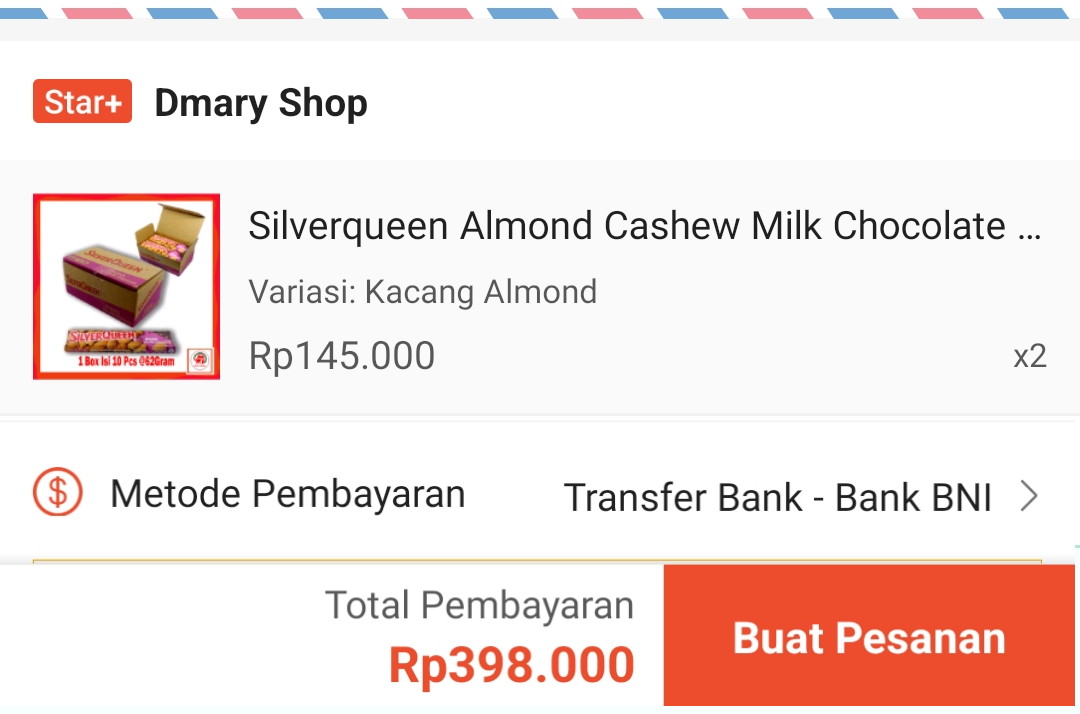 Star+ Dmary Shop
Silverqueen Almond Cashew Milk Chocolate ...
Variasi: Kacang Almond
Rp145.000 x2
SILVERQUEEN
1 Box Isi 10 Pcs @62Gram
Metode Pembayaran Transfer Bank - Bank BNI
Total Pembayaran
Rp398.000
Buat Pesanan